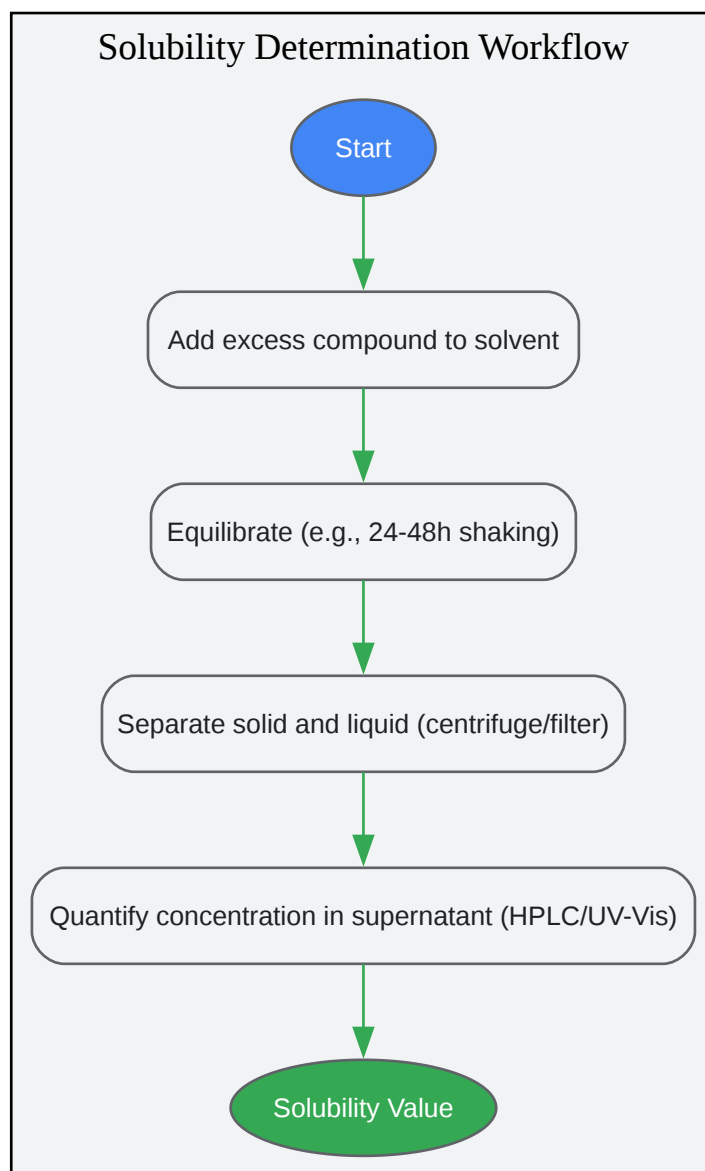 Solubility Determination Workflow
Start
Add excess compound to solvent
Equilibrate (e.g., 24-48h shaking)
Separate solid and liquid (centrifuge/filter)
Quantify concentration in supernatant (HPLC/UV-Vis)
Solubility Value